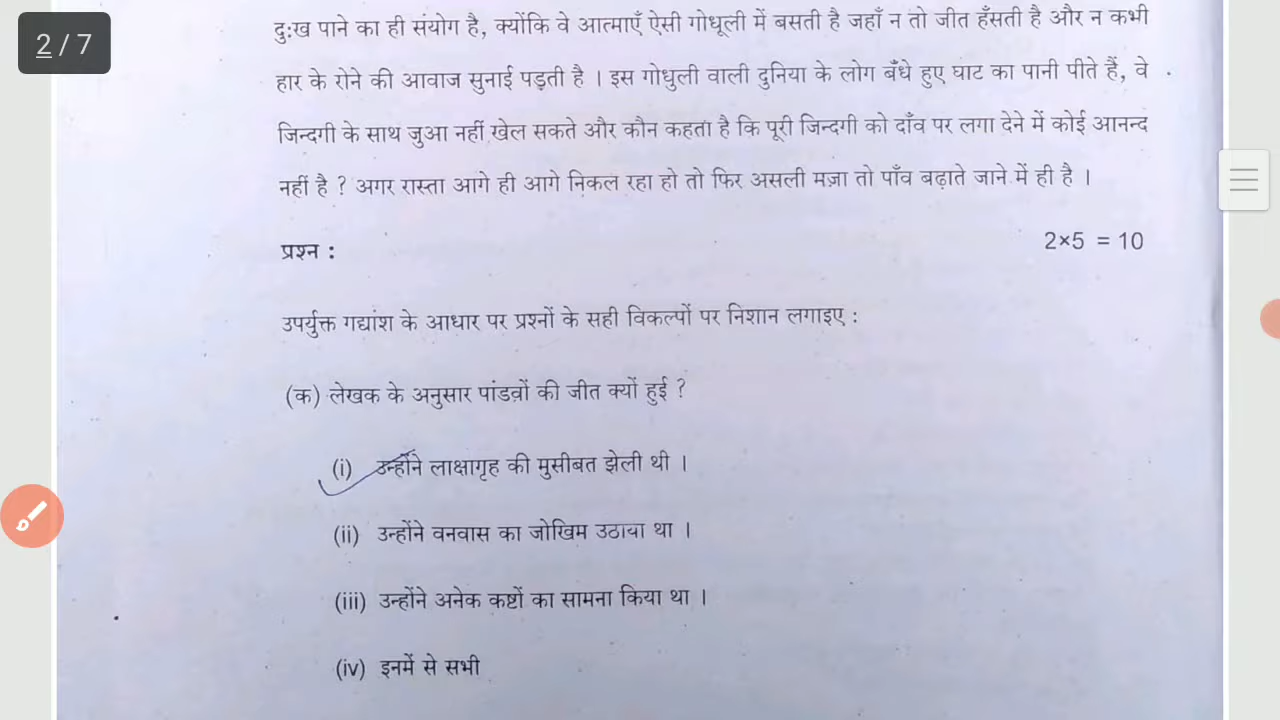 2 / 7
दुःख पाने का ही संयोग है, क्योंकि वे आत्माएँ ऐसी गोधूली में बसती है जहाँ न तो जीत हँसती है और न कभी
हार के रोने की आवाज सुनाई पड़ती है । इस गोधुली वाली दुनिया के लोग बँधे हुए घाट का पानी पीते हैं, वे
जिन्दगी के साथ जुआ नहीं खेल सकते और कौन कहता है कि पूरी जिन्दगी को दाँव पर लगा देने में कोई आनन्द
नहीं है ? अगर रास्ता आगे ही आगे निकल रहा हो तो फिर असली मज़ा तो पाँव बढ़ाते जाने में ही है ।
प्रश्न : 2×5 = 10
उपर्युक्त गद्यांश के आधार पर प्रश्नों के सही विकल्पों पर निशान लगाइए :
(क) लेखक के अनुसार पांडवों की जीत क्यों हुई ?
(i) उन्होंने लाक्षागृह की मुसीबत झेली थी ।
(ii) उन्होंने वनवास का जोखिम उठाया था ।
(iii) उन्होंने अनेक कष्टों का सामना किया था ।
(iv) इनमें से सभी